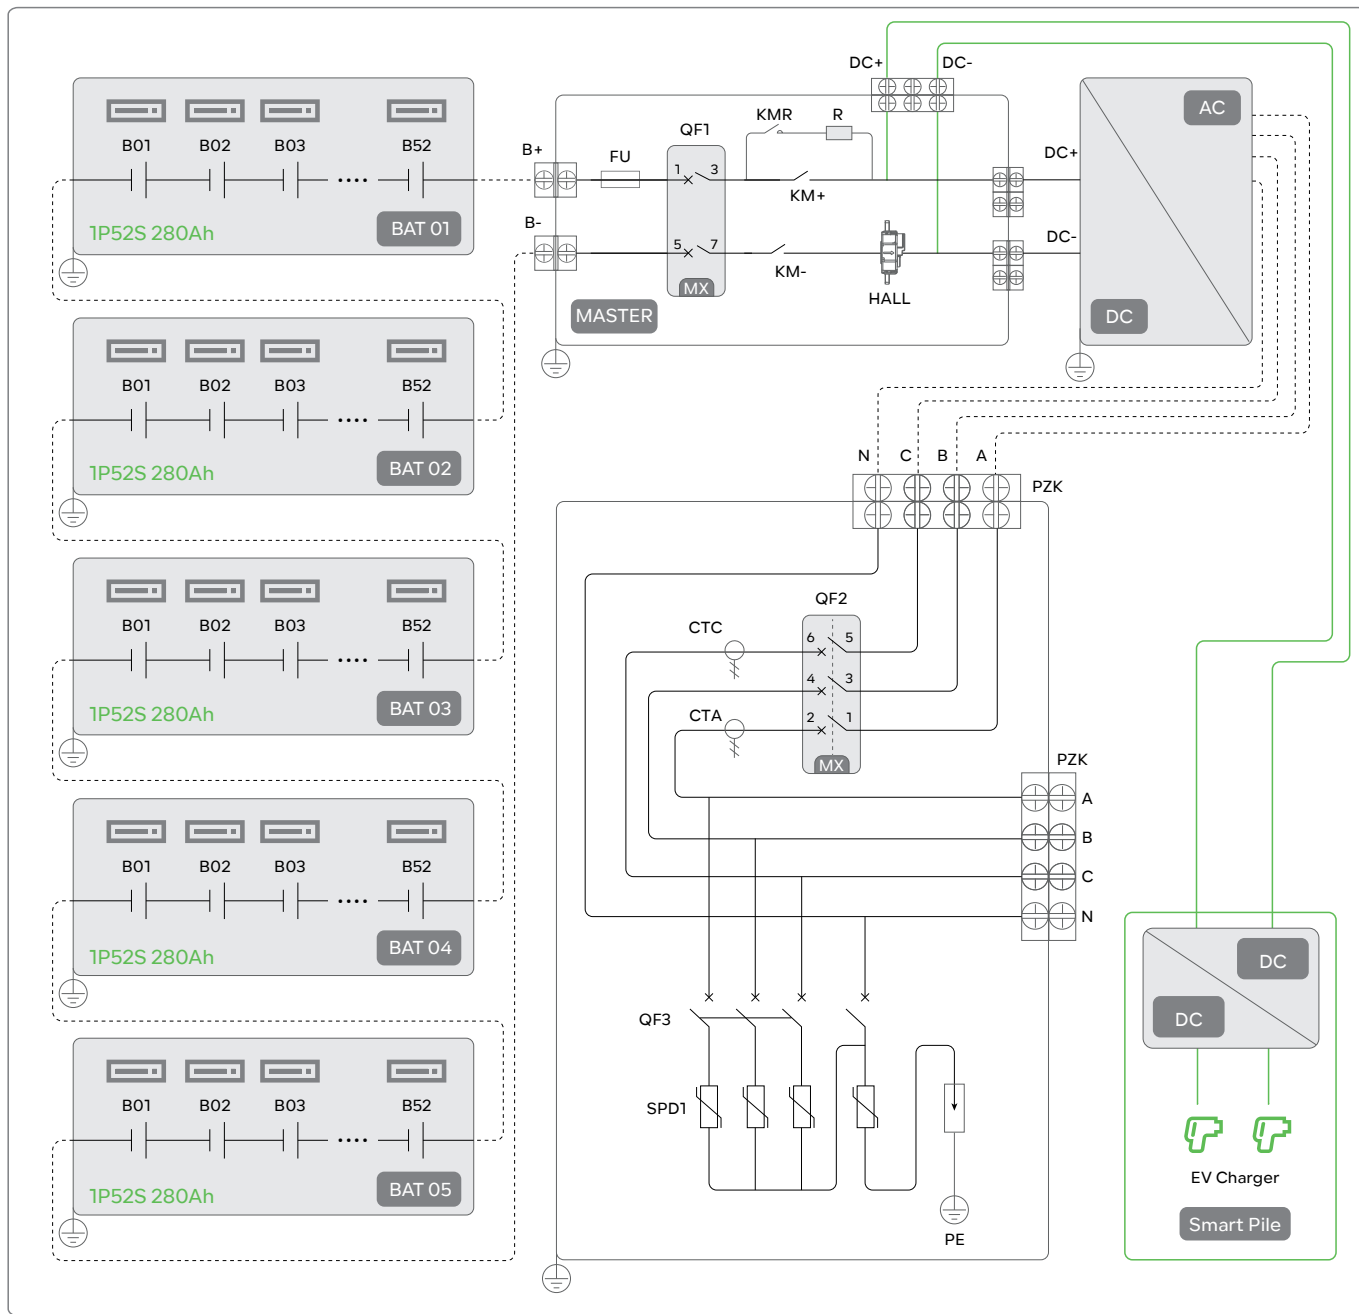 B01 B02 B03 B52
1P52S 280Ah
BAT 01
B01 B02 B03 B52
1P52S 280Ah
BAT 02
B01 B02 B03 B52
1P52S 280Ah
BAT 03
B01 B02 B03 B52
1P52S 280Ah
BAT 04
B01 B02 B03 B52
1P52S 280Ah
BAT 05
DC+ DC-
KMR R
QF1
B+ FU 1 3
KM+
B- 5 7
KM-
MX
HALL
MASTER
DC+
DC-
AC
DC
N C B A
PZK
QF2
CTC 6 5
4 3
CTA 2 1
MX
PZK
A
B
C
N
QF3
SPD1
PE
DC
DC
EV Charger
Smart Pile